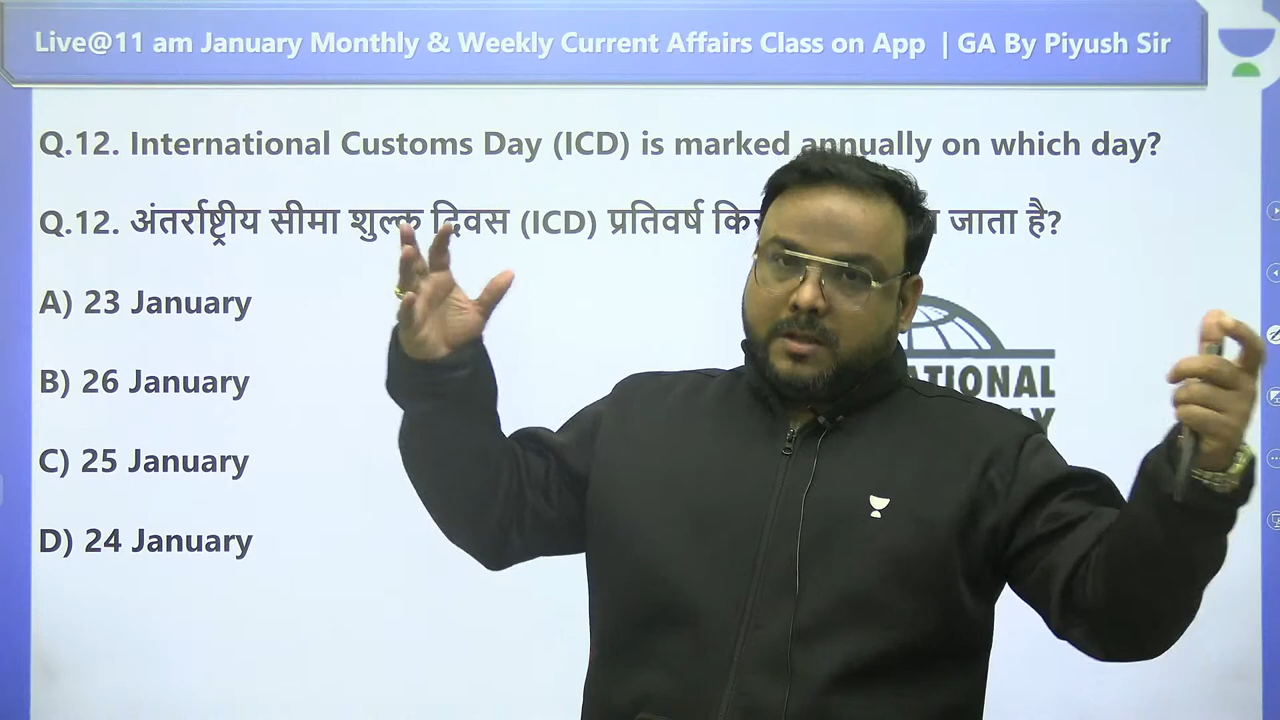 Live@11 am January Monthly & Weekly Current Affairs Class on App | GA By Piyush Sir
Q.12. International Customs Day (ICD) is marked annually on which day?
Q.12. अंतर्राष्ट्रीय सीमा शुल्क दिवस (ICD) प्रतिवर्ष जाता है?
A) 23 January
B) 26 January
C) 25 January
D) 24 January